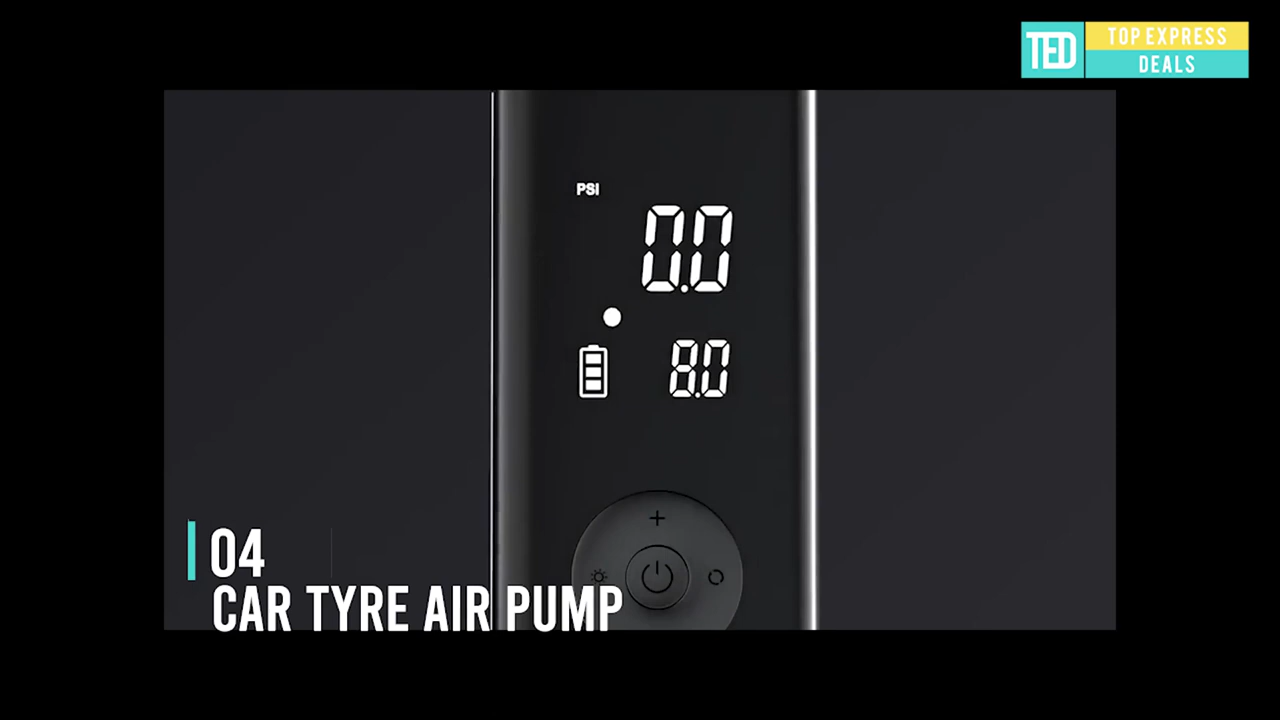 TED
TOP EXPRESS
DEALS
PSI
0.0
8.0
04
CAR TYRE AIR PUMP